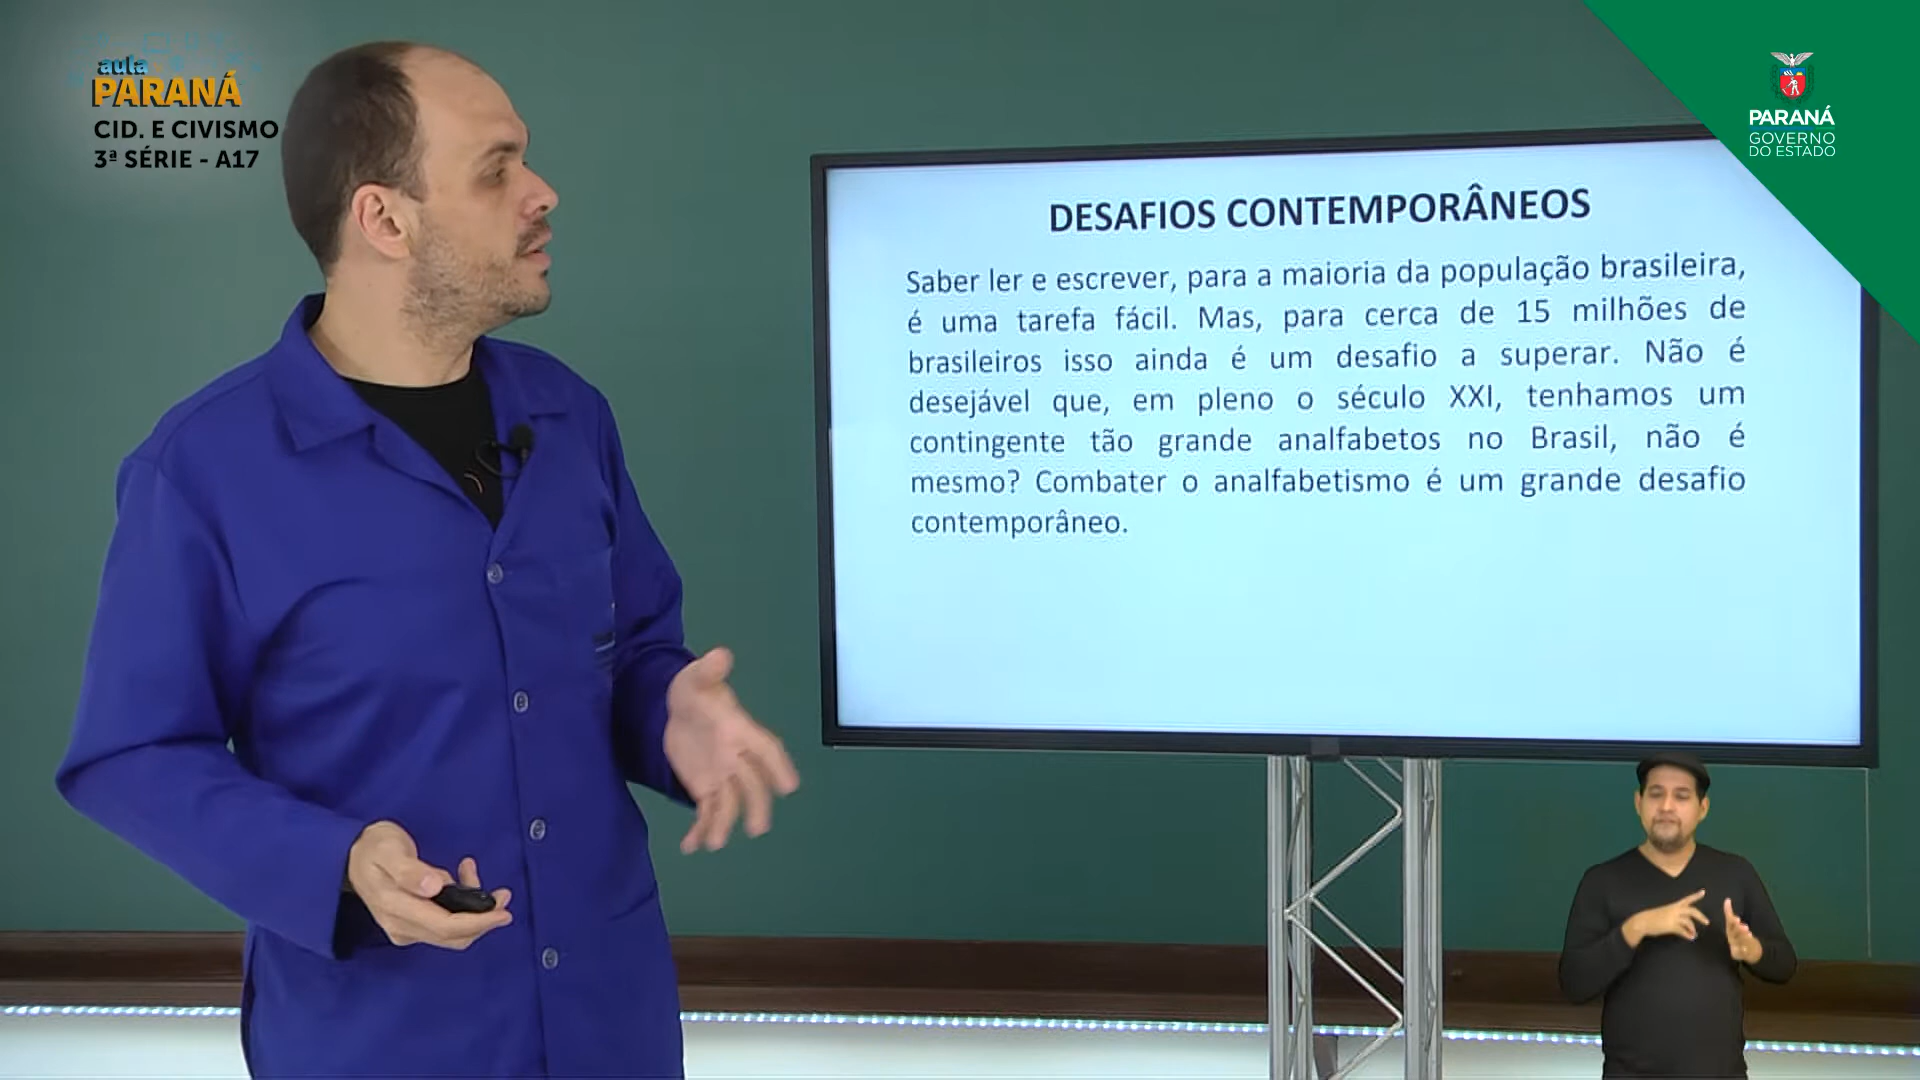 aula
PARANÁ
CID. E CIVISMO
3ª SÉRIE - A17
PARANÁ
GOVERNO
DO ESTADO
DESAFIOS CONTEMPORÂNEOS
Saber ler e escrever, para a maioria da população brasileira,
é uma tarefa fácil. Mas, para cerca de 15 milhões de
brasileiros isso ainda é um desafio a superar. Não é
desejável que, em pleno o século XXI, tenhamos um
contingente tão grande analfabetos no Brasil, não é
mesmo? Combater o analfabetismo é um grande desafio
contemporâneo.